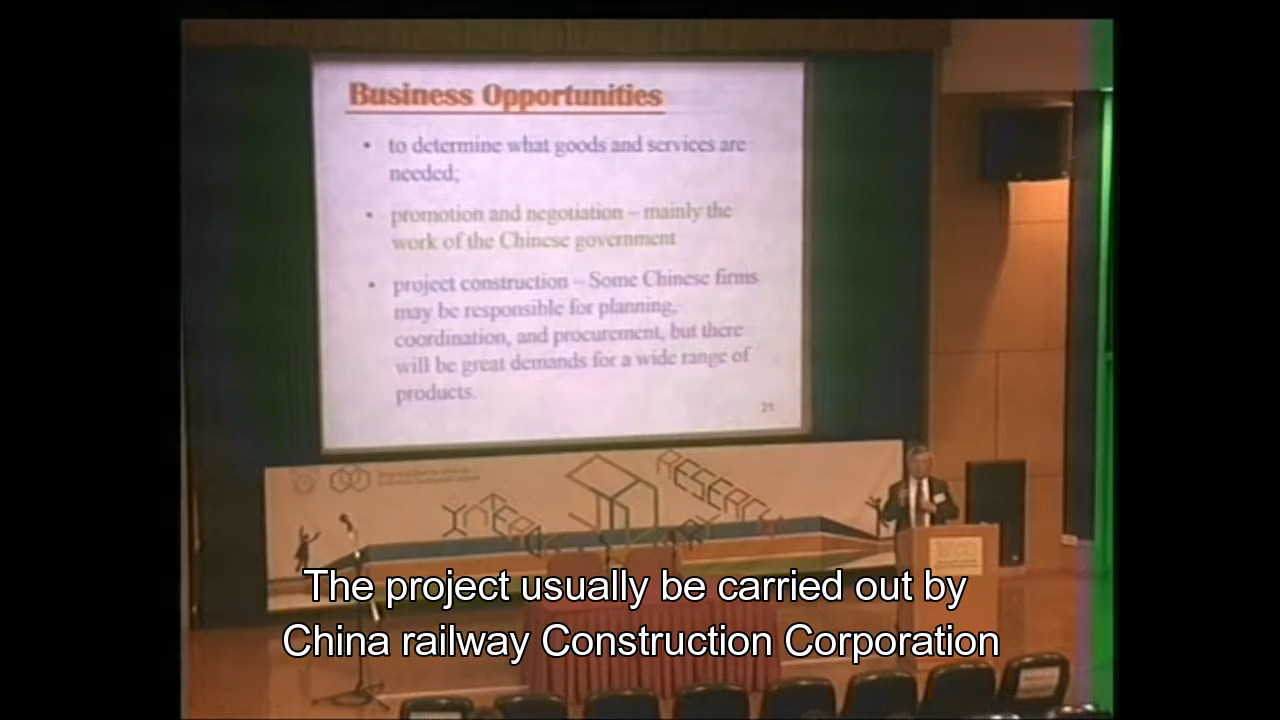 Business Opportunities
• to determine what goods and services are
needed;
• promotion and negotiation – mainly the
work of the Chinese government
• project construction – Some Chinese firms
may be responsible for planning,
coordination, and procurement, but there
will be great demands for a wide range of
products.
21
RESEARCH
The project usually be carried out by
China railway Construction Corporation